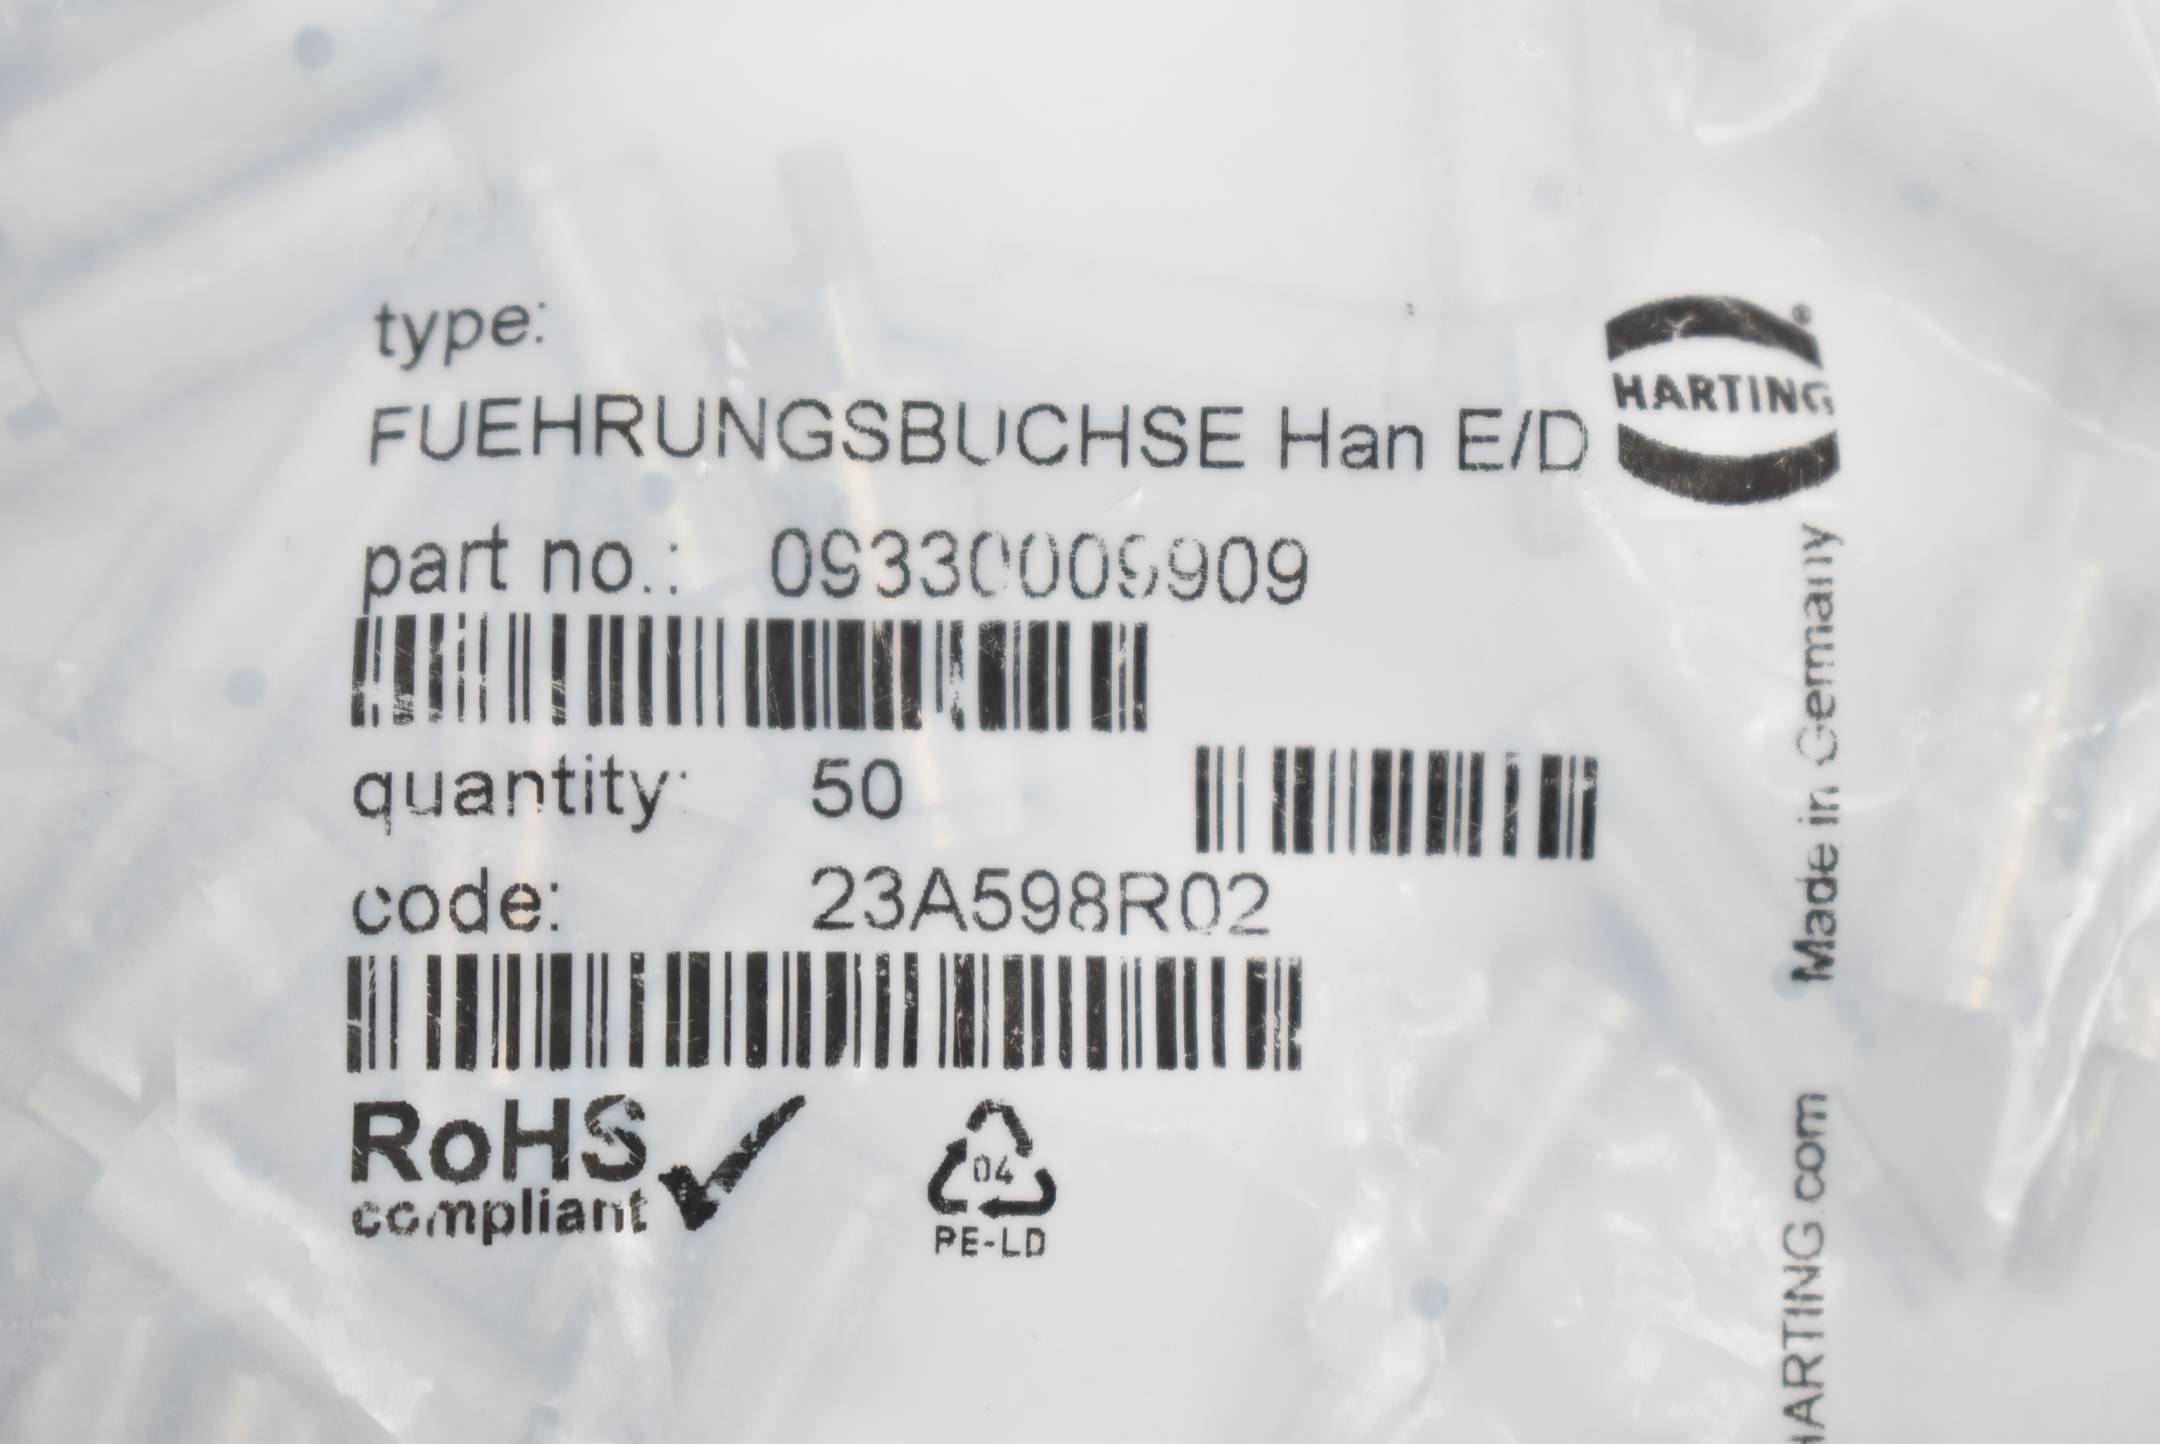 type:
FUEHRUNGSBUCHSE Han E/D
HARTING®
part no.: 09330009909
quantity: 50
code: 23A598R02
RoHS
compliant
04
PE-LD
Made in Germany
HARTING.com